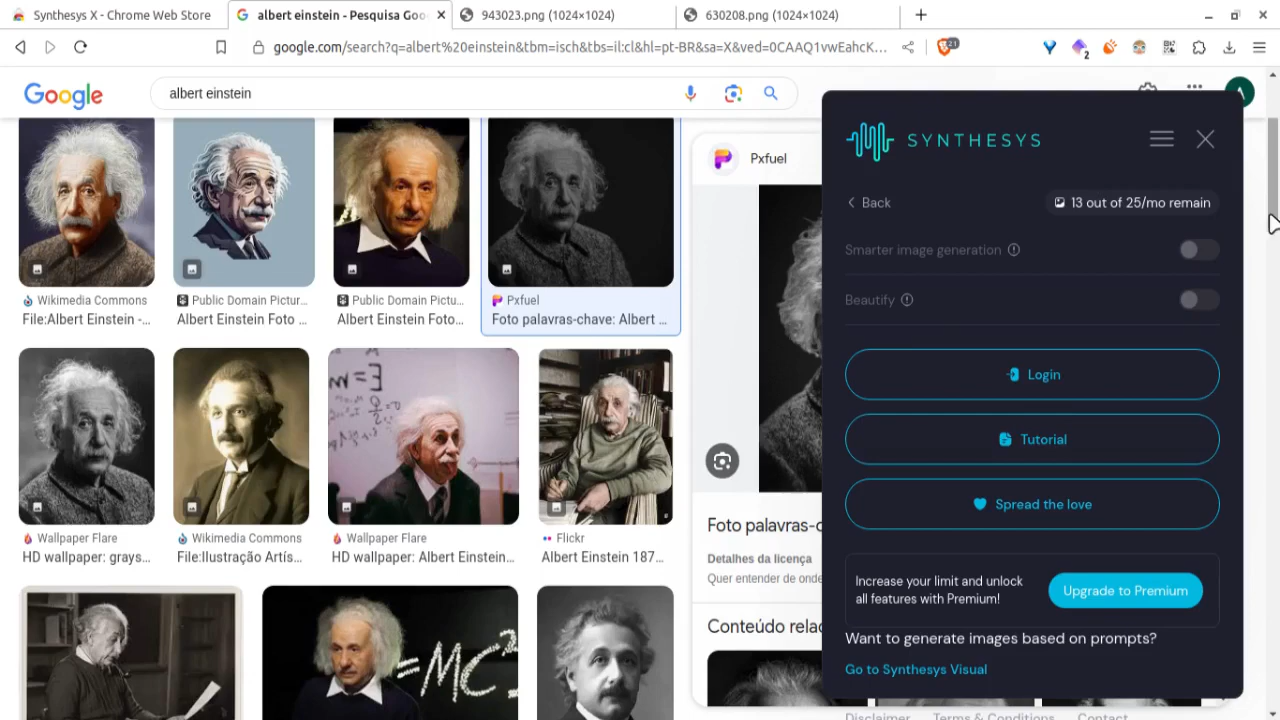 Synthesys X - Chrome Web Store
albert einstein - Pesquisa Goo
943023.png (1024×1024)
630208.png (1024×1024)
google.com/search?q=albert%20einstein&tbm=isch&tbs=il:cl&hl=pt-BR&sa=X&ved=0CAAQ1vwEahcK...
21
2
Google
albert einstein
A
Pxfuel
SYNTHESYS
Back
13 out of 25/mo remain
Smarter image generation
Beautify
Login
Tutorial
Spread the love
Increase your limit and unlock
all features with Premium!
Upgrade to Premium
Want to generate images based on prompts?
Go to Synthesys Visual
Wikimedia Commons
File:Albert Einstein -...
Public Domain Pictur...
Albert Einstein Foto ...
Public Domain Pictu...
Albert Einstein Foto...
Pxfuel
Foto palavras-chave: Albert ...
Wallpaper Flare
HD wallpaper: grays...
Wikimedia Commons
File:Ilustração Artís...
Wallpaper Flare
HD wallpaper: Albert Einstein...
Flickr
Albert Einstein 187...
=MC²
Foto palavras-c
Detalhes da licença
Quer entender de onde
Conteúdo relac
Disclaimer
Terms & Conditions
Contact